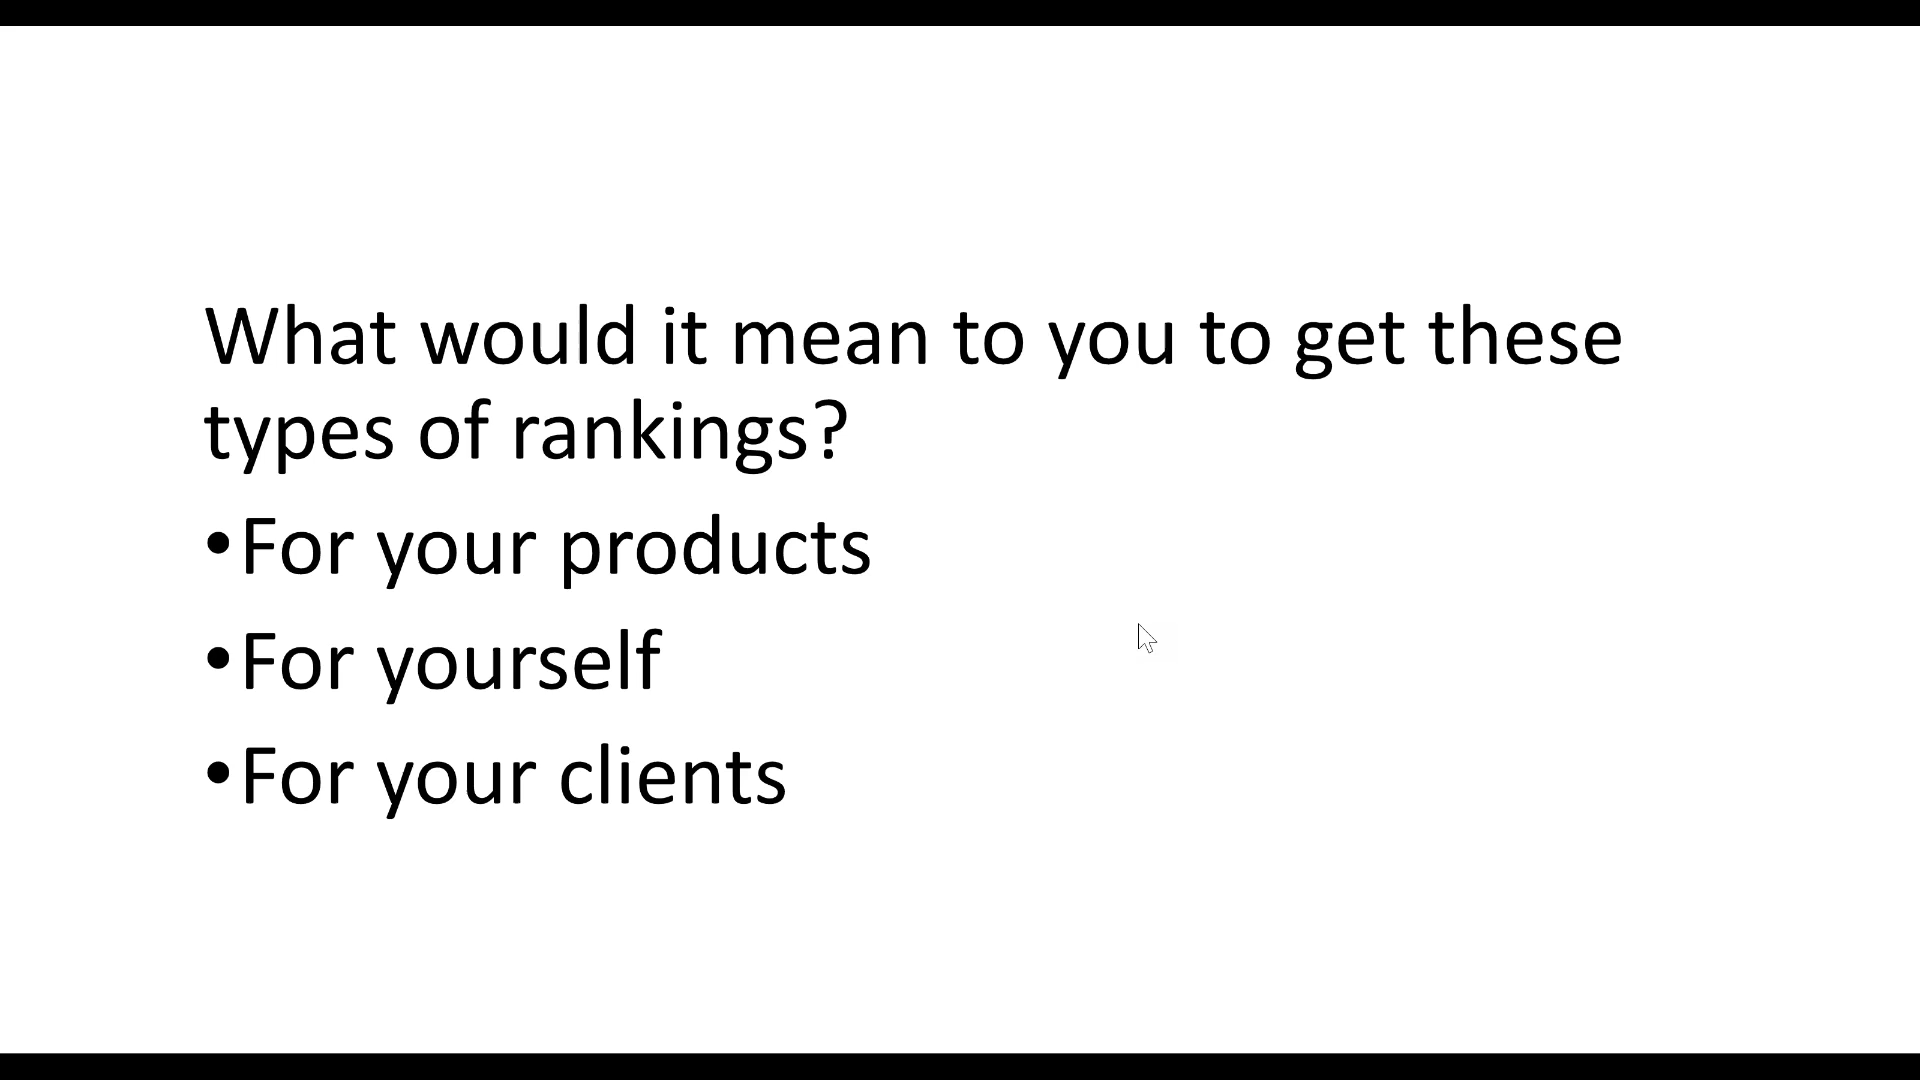 What would it mean to you to get these
types of rankings?
•For your products
•For yourself
•For your clients